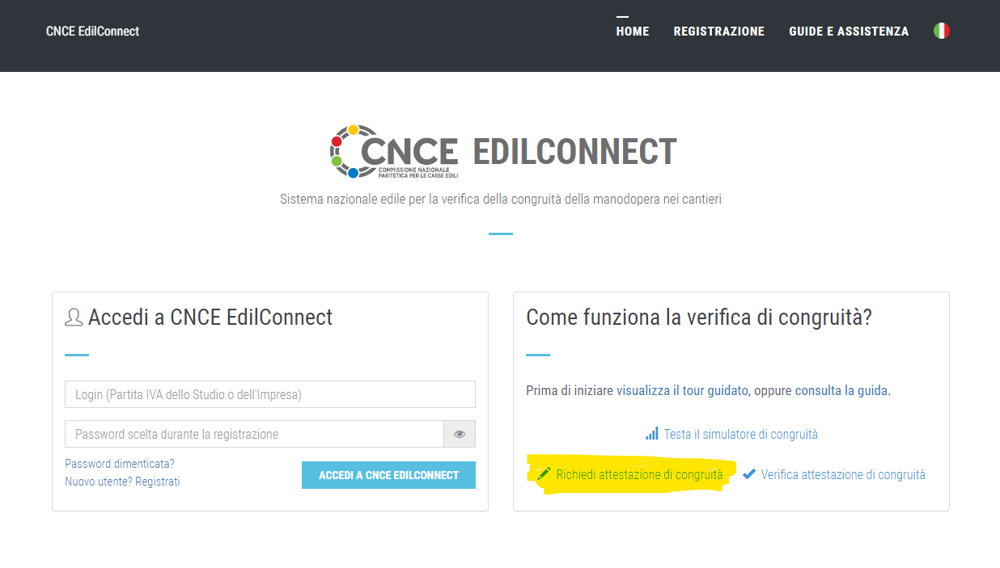 CNCE EdilConnect
HOME
REGISTRAZIONE
GUIDE E ASSISTENZA
CNCE
COMMISSIONE NAZIONALE
PARITETICA PER LE CASSE EDILI
EDILCONNECT
Sistema nazionale edile per la verifica della congruità della manodopera nei cantieri
Accedi a CNCE EdilConnect
Login (Partita IVA dello Studio o dell'Impresa)
Password scelta durante la registrazione
Password dimenticata?
Nuovo utente? Registrati
ACCEDI A CNCE EDILCONNECT
Come funziona la verifica di congruità?
Prima di iniziare visualizza il tour guidato, oppure consulta la guida.
Testa il simulatore di congruità
Richiedi attestazione di congruità
Verifica attestazione di congruità